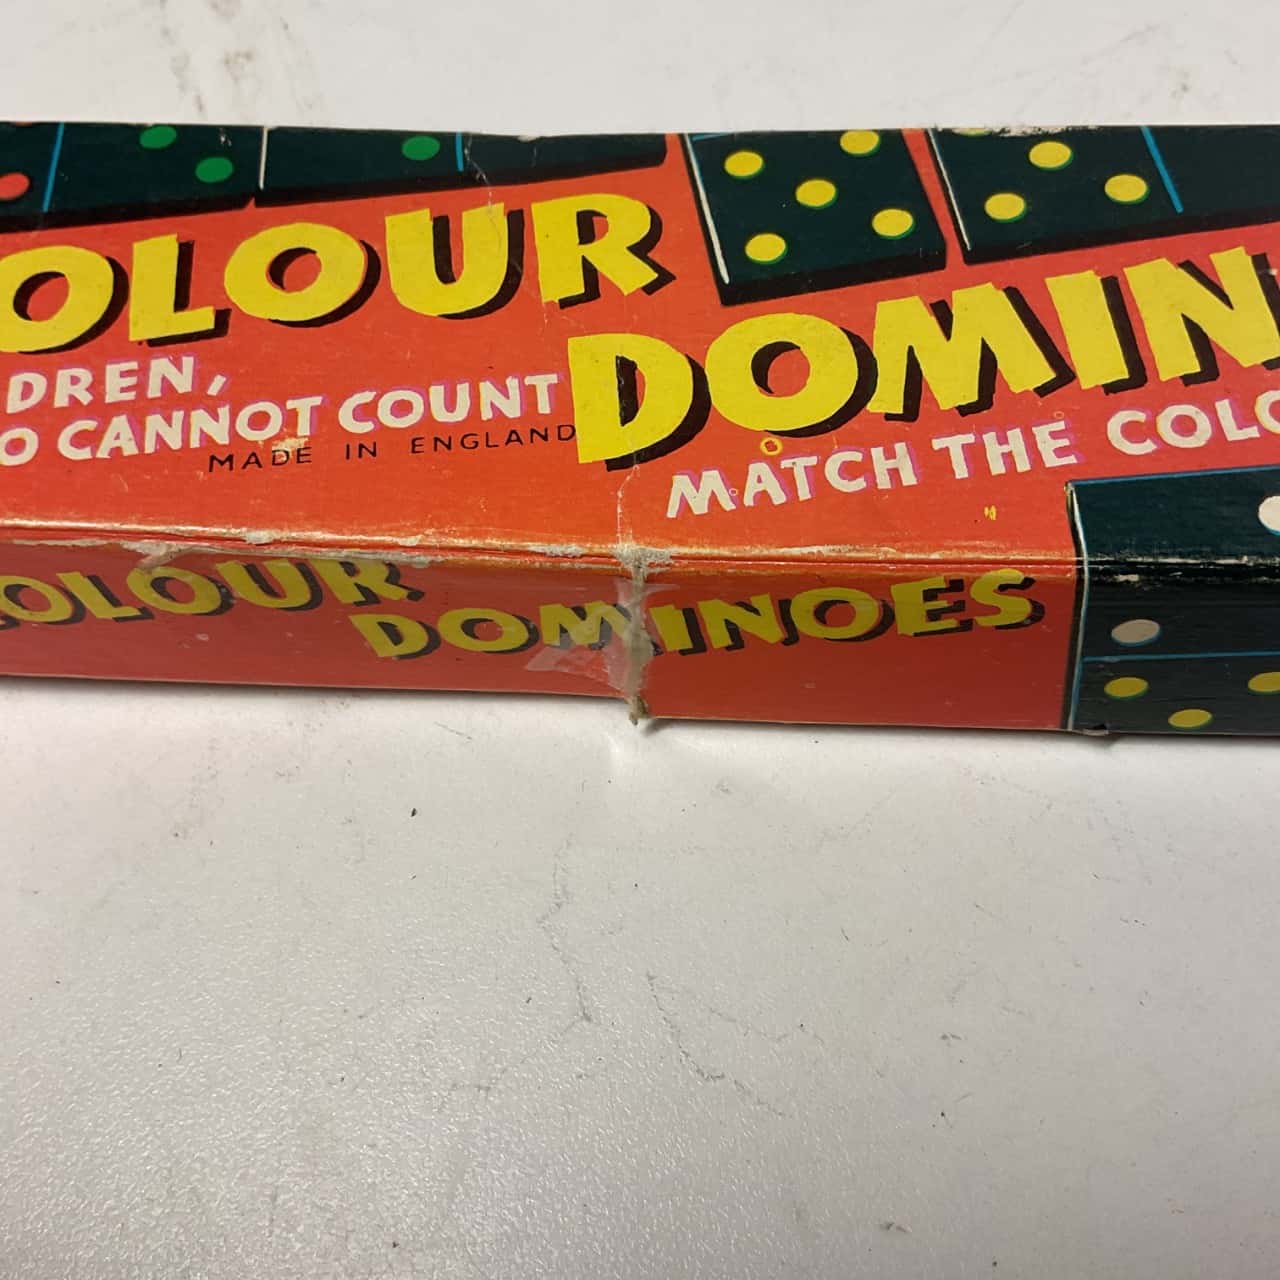 OLOUR
DOMIN
DREN,
O CANNOT COUNT
MADE IN ENGLAND
MATCH THE COLO
OLOUR
DOMINOES